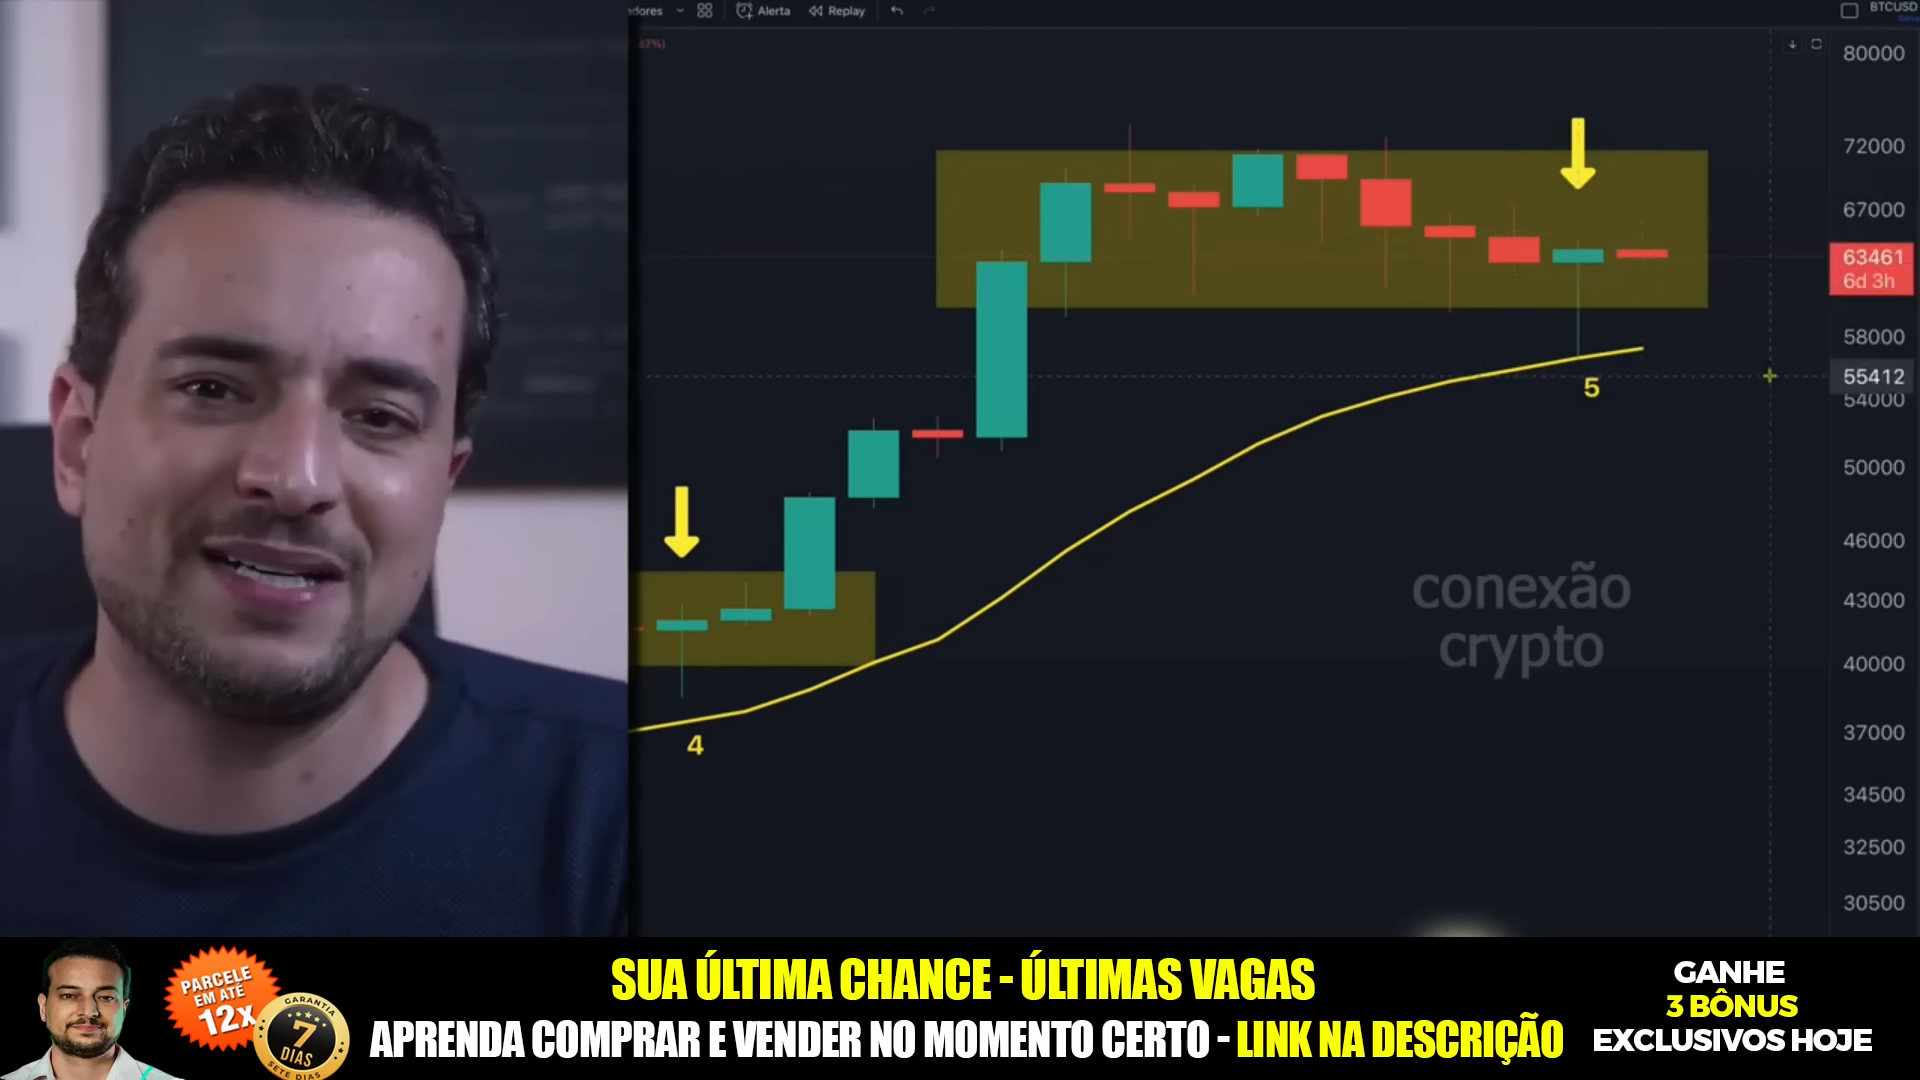 dores
Alerta
Replay
BTCUSD
.87%)
80000
72000
67000
63461
6d 3h
58000
55412
54000
50000
46000
43000
40000
37000
34500
32500
30500
5
4
conexão
crypto
PARCELE
EM ATÉ
12x
GARANTIA
7
DIAS
SETE DIAS
SUA ÚLTIMA CHANCE - ÚLTIMAS VAGAS
APRENDA COMPRAR E VENDER NO MOMENTO CERTO - LINK NA DESCRIÇÃO
GANHE
3 BÔNUS
EXCLUSIVOS HOJE